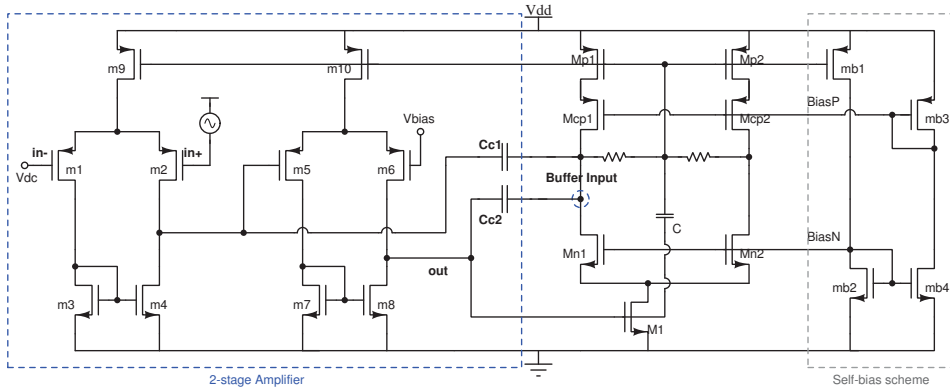 Vdd
m9
m10
Mp1
Mp2
mb1
BiasP
Mcp1
Mcp2
mb3
Vbias
in-
in+
Vdc
m1
m2
m5
m6
Cc1
Buffer Input
Cc2
C
BiasN
out
Mn1
Mn2
m3
m4
m7
m8
mb2
mb4
M1
2-stage Amplifier
Self-bias scheme